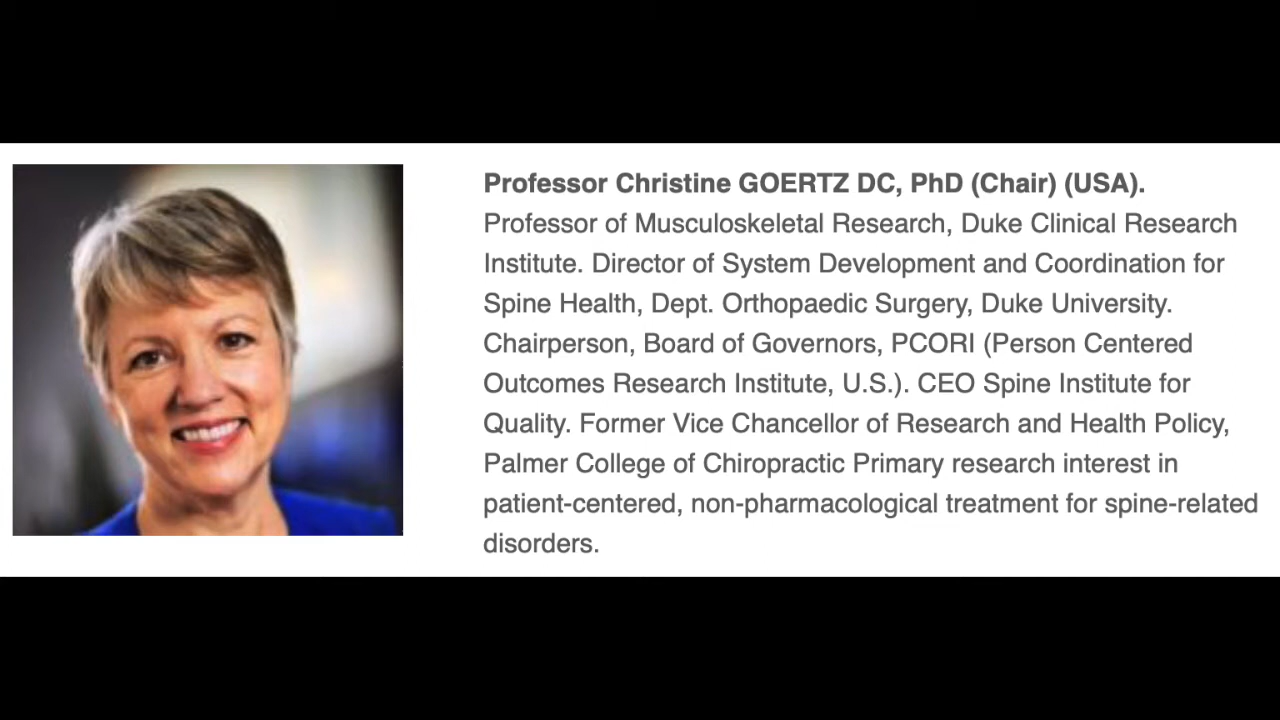 Professor Christine GOERTZ DC, PhD (Chair) (USA).
Professor of Musculoskeletal Research, Duke Clinical Research
Institute. Director of System Development and Coordination for
Spine Health, Dept. Orthopaedic Surgery, Duke University.
Chairperson, Board of Governors, PCORI (Person Centered
Outcomes Research Institute, U.S.). CEO Spine Institute for
Quality. Former Vice Chancellor of Research and Health Policy,
Palmer College of Chiropractic Primary research interest in
patient-centered, non-pharmacological treatment for spine-related
disorders.